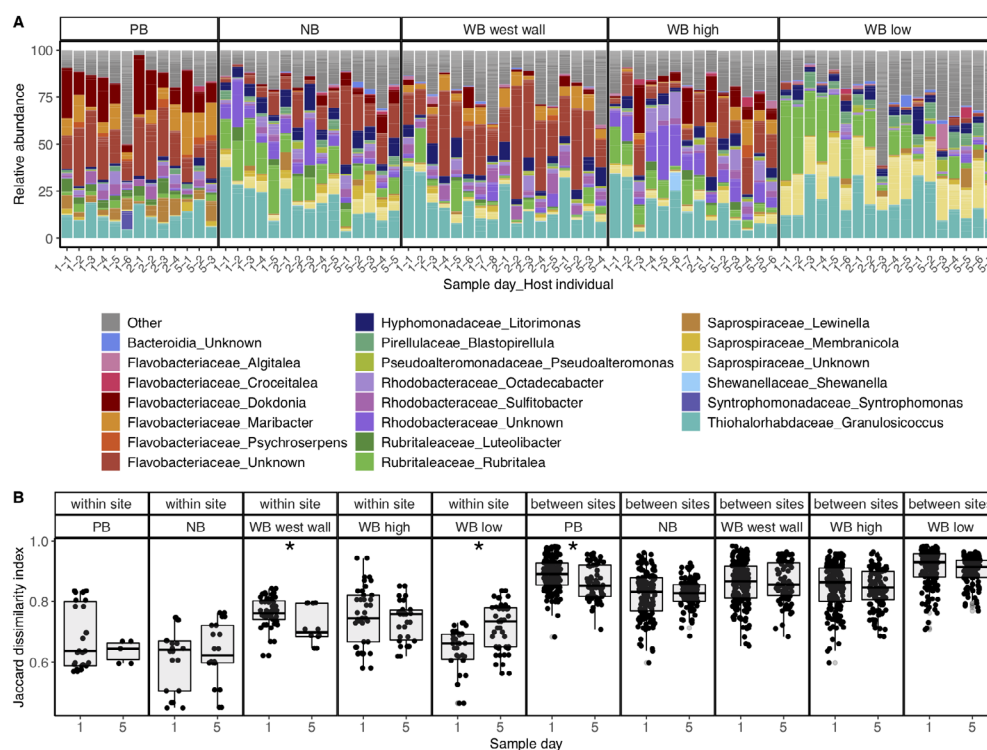 A
PB NB WB west wall WB high WB low
Relative abundance
100
75
50
25
0
Sample day_Host individual
Other
Bacteroidia_Unknown
Flavobacteriaceae_Algitalea
Flavobacteriaceae_Croceitalea
Flavobacteriaceae_Dokdonia
Flavobacteriaceae_Maribacter
Flavobacteriaceae_Psychroserpens
Flavobacteriaceae_Unknown
Hyphomonadaceae_Litorimonas
Pirellulaceae_Blastopirellula
Pseudoalteromonadaceae_Pseudoalteromonas
Rhodobacteraceae_Octadecabacter
Rhodobacteraceae_Sulfitobacter
Rhodobacteraceae_Unknown
Rubritaleaceae_Luteolibacter
Rubritaleaceae_Rubritalea
Saprospiraceae_Lewinella
Saprospiraceae_Membranicola
Saprospiraceae_Unknown
Shewanellaceae_Shewanella
Syntrophomonadaceae_Syntrophomonas
Thiohalorhabdaceae_Granulosicoccus
B
within site within site within site within site within site between sites between sites between sites between sites between sites
PB NB WB west wall WB high WB low PB NB WB west wall WB high WB low
Jaccard dissimilarity index
1.0
0.8
0.6
* * *
1 5 1 5 1 5 1 5 1 5 1 5 1 5 1 5 1 5 1 5
Sample day